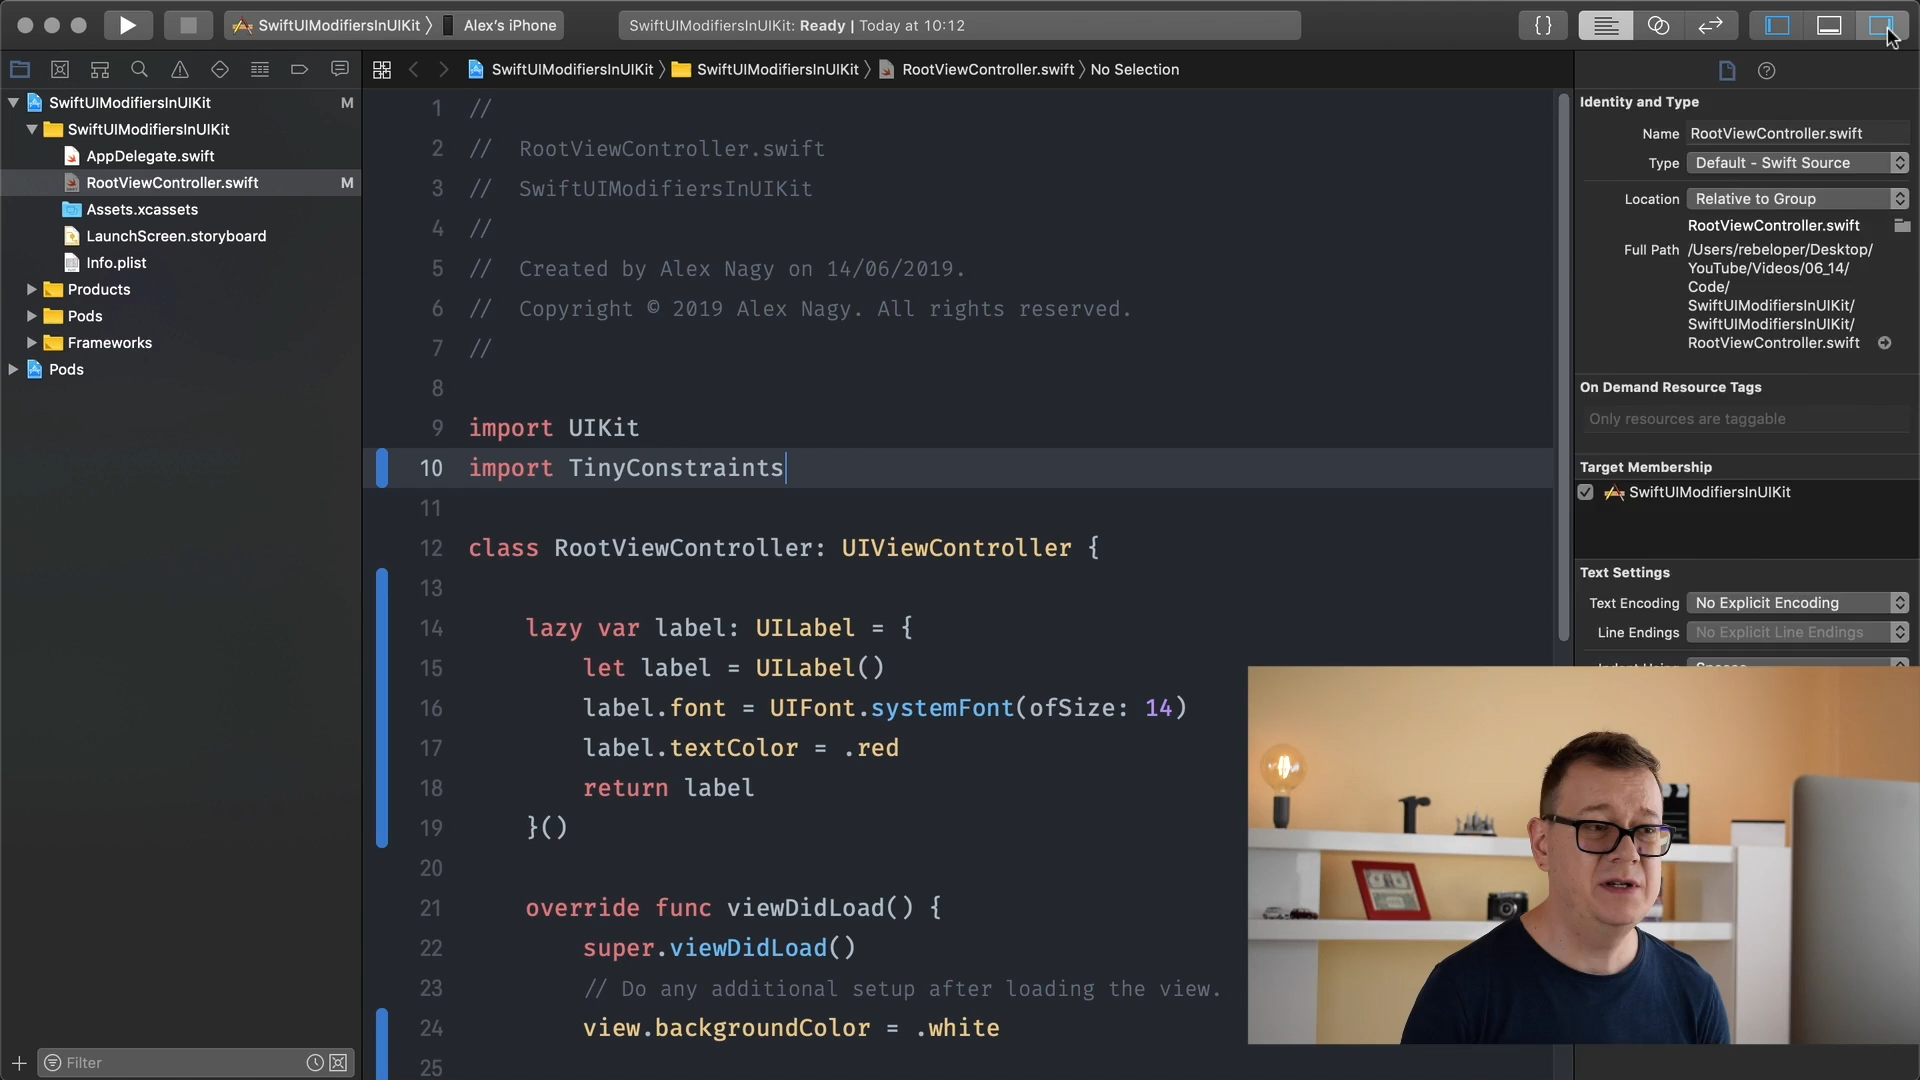 SwiftUIModifiersInUIKit 〉 Alex's iPhone
SwiftUIModifiersInUIKit: Ready | Today at 10:12
{ }
SwiftUIModifiersInUIKit 〉 SwiftUIModifiersInUIKit 〉 RootViewController.swift 〉 No Selection
SwiftUIModifiersInUIKit M
SwiftUIModifiersInUIKit
AppDelegate.swift
RootViewController.swift M
Assets.xcassets
LaunchScreen.storyboard
Info.plist
Products
Pods
Frameworks
Pods
Filter
1 //
2 // RootViewController.swift
3 // SwiftUIModifiersInUIKit
4 //
5 // Created by Alex Nagy on 14/06/2019.
6 // Copyright © 2019 Alex Nagy. All rights reserved.
7 //
8
9 import UIKit
10 import TinyConstraints
11
12 class RootViewController: UIViewController {
13
14 lazy var label: UILabel = {
15 let label = UILabel()
16 label.font = UIFont.systemFont(ofSize: 14)
17 label.textColor = .red
18 return label
19 }()
20
21 override func viewDidLoad() {
22 super.viewDidLoad()
23 // Do any additional setup after loading the view.
24 view.backgroundColor = .white
25
Identity and Type
Name RootViewController.swift
Type Default - Swift Source
Location Relative to Group
RootViewController.swift
Full Path /Users/rebeloper/Desktop/
YouTube/Videos/06_14/
Code/
SwiftUIModifiersInUIKit/
SwiftUIModifiersInUIKit/
RootViewController.swift
On Demand Resource Tags
Only resources are taggable
Target Membership
SwiftUIModifiersInUIKit
Text Settings
Text Encoding No Explicit Encoding
Line Endings No Explicit Line Endings